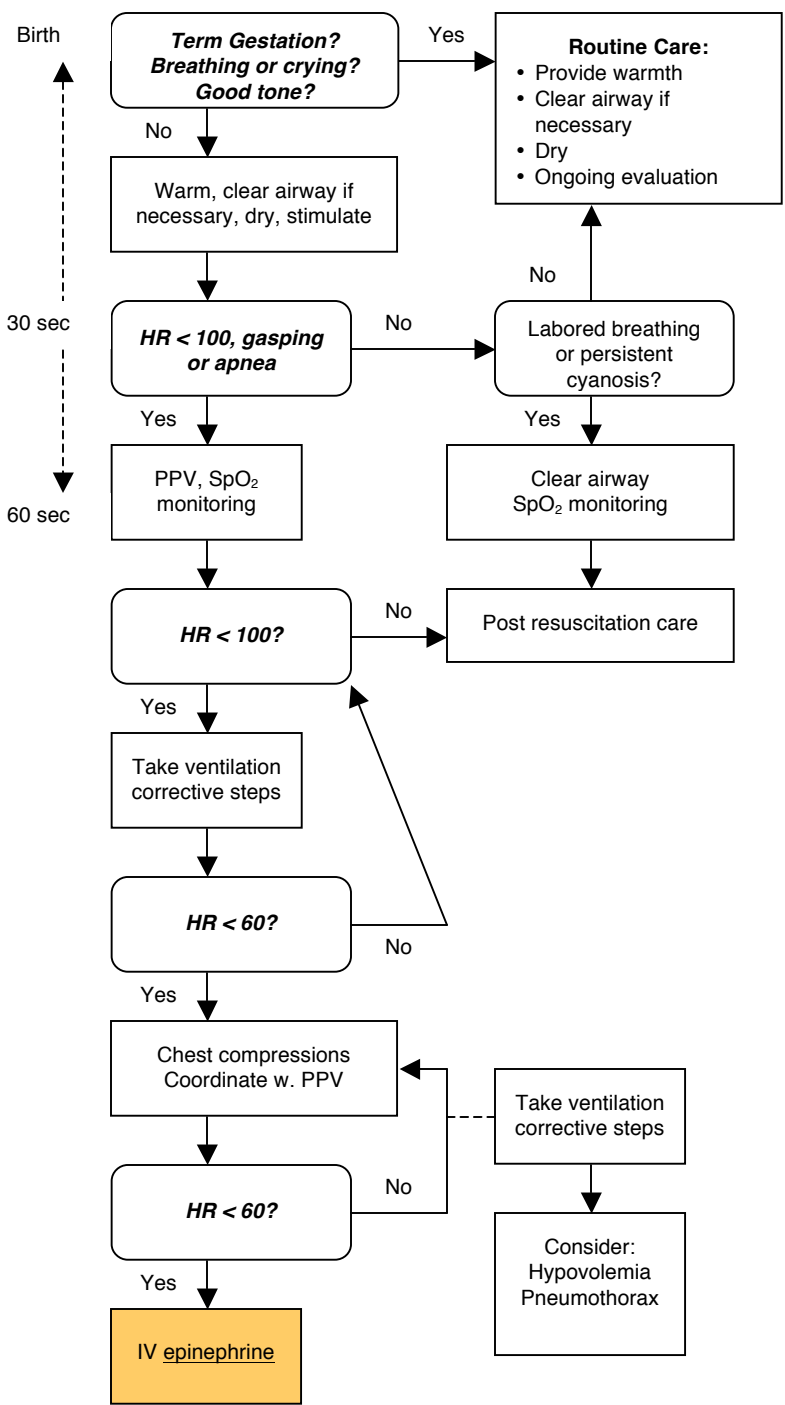 Birth
Term Gestation?
Breathing or crying?
Good tone?
Yes
Routine Care:
• Provide warmth
• Clear airway if
necessary
• Dry
• Ongoing evaluation
No
Warm, clear airway if
necessary, dry, stimulate
No
30 sec
HR < 100, gasping
or apnea
No
Labored breathing
or persistent
cyanosis?
Yes
Yes
PPV, SpO₂
monitoring
Clear airway
SpO₂ monitoring
60 sec
HR < 100?
No
Post resuscitation care
Yes
Take ventilation
corrective steps
HR < 60?
No
Yes
Chest compressions
Coordinate w. PPV
Take ventilation
corrective steps
HR < 60?
No
Consider:
Hypovolemia
Pneumothorax
Yes
IV epinephrine